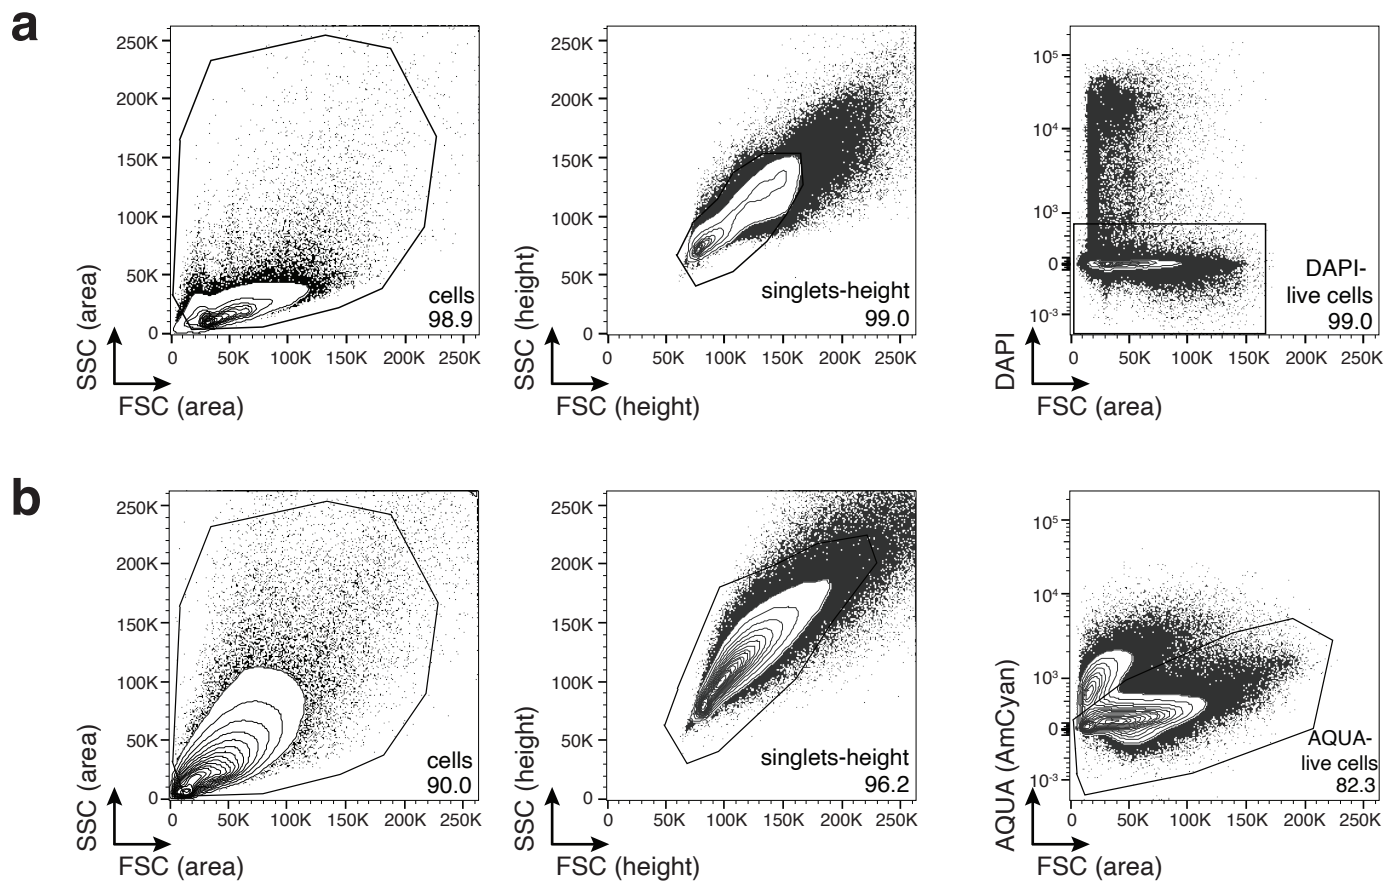 a
250K
200K
150K
100K
50K
0
SSC (area)
cells
98.9
0 50K 100K 150K 200K 250K
FSC (area)
250K
200K
150K
100K
50K
0
SSC (height)
singlets-height
99.0
0 50K 100K 150K 200K 250K
FSC (height)
10⁵
10⁴
10³
0
10⁻³
DAPI
DAPI-
live cells
99.0
0 50K 100K 150K 200K 250K
FSC (area)
b
250K
200K
150K
100K
50K
0
SSC (area)
cells
90.0
0 50K 100K 150K 200K 250K
FSC (area)
250K
200K
150K
100K
50K
0
SSC (height)
singlets-height
96.2
0 50K 100K 150K 200K 250K
FSC (height)
10⁵
10⁴
10³
0
10⁻³
AQUA (AmCyan)
AQUA-
live cells
82.3
0 50K 100K 150K 200K 250K
FSC (area)